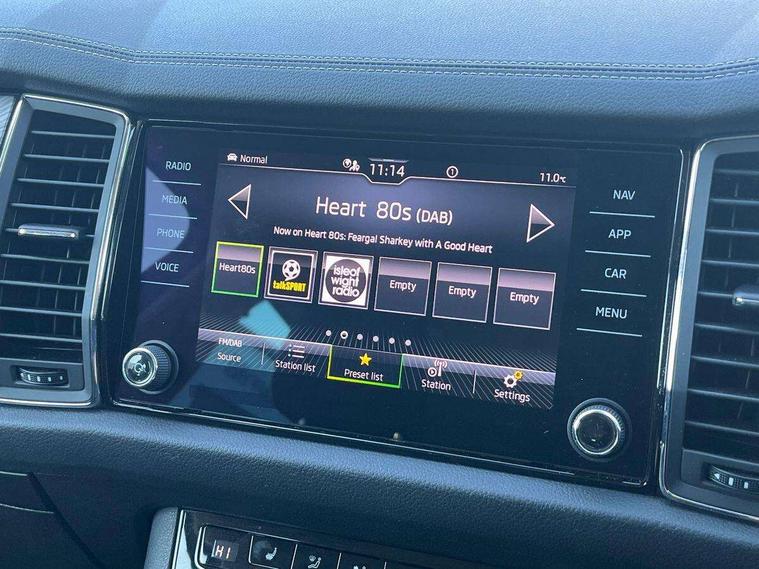 RADIO
MEDIA
PHONE
VOICE
Normal
11:14
1
11.0°C
Heart 80s (DAB)
Now on Heart 80s: Feargal Sharkey with A Good Heart
Heart80s
talkSPORT
isle of
wight
radio
Empty
Empty
Empty
FM/DAB
Source
Station list
Preset list
Station
Settings
NAV
APP
CAR
MENU
HI